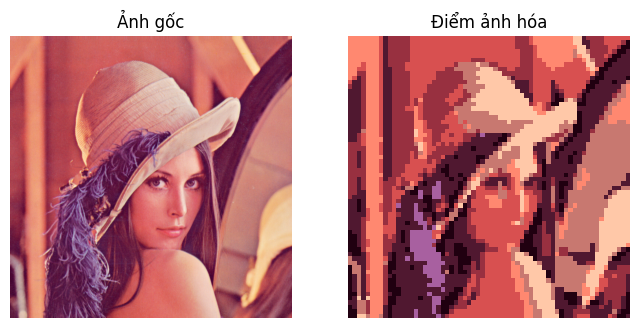 Ảnh gốc
Điểm ảnh hóa